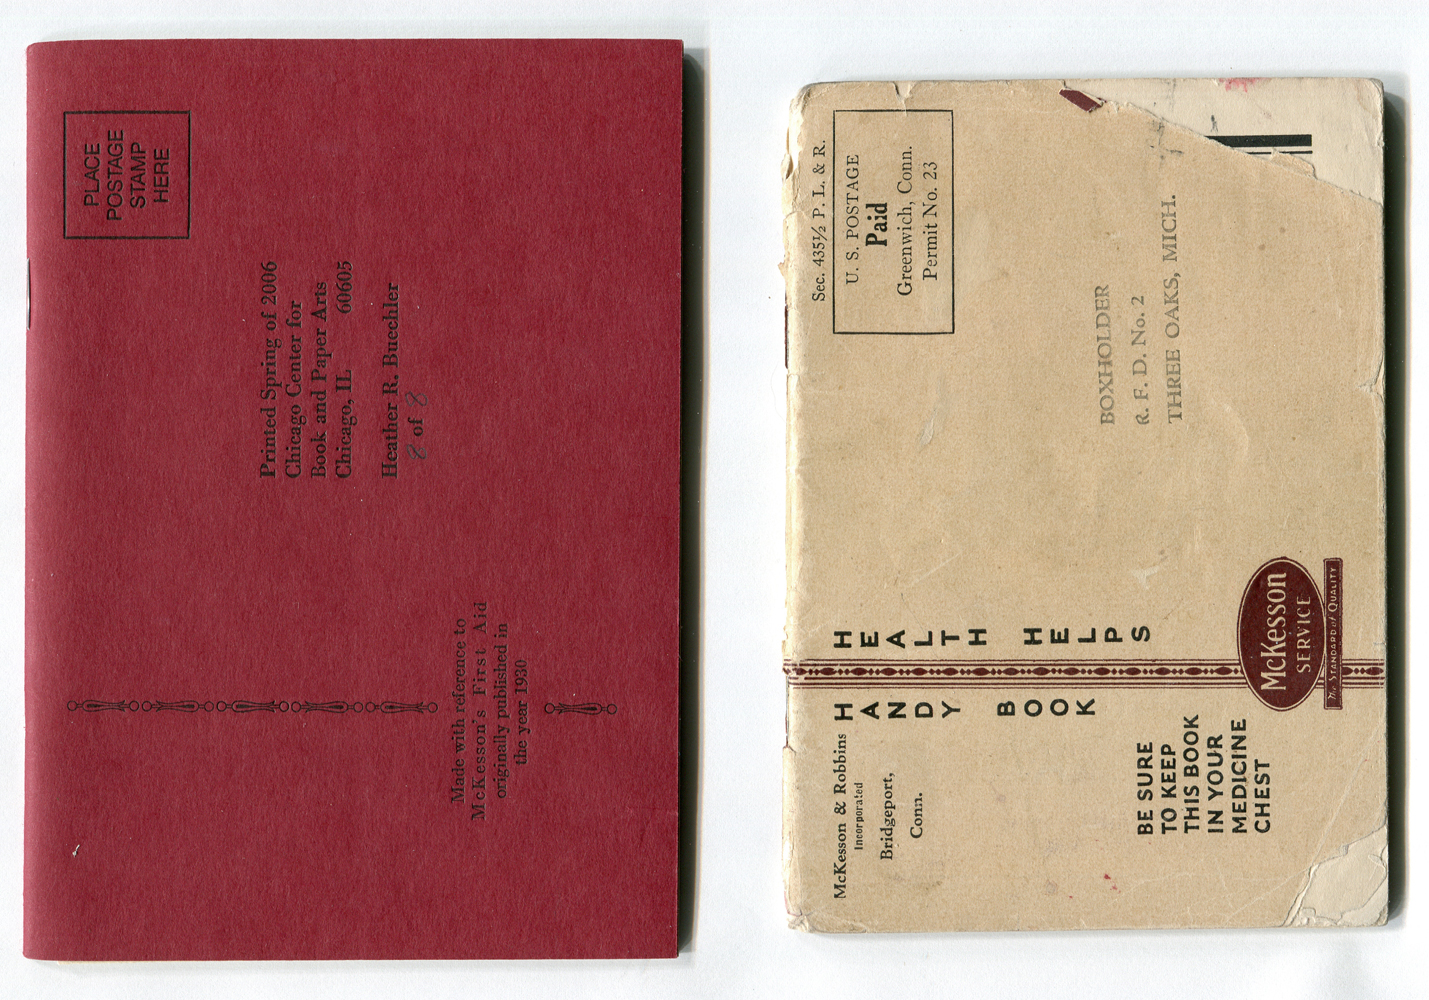 PLACE
POSTAGE
STAMP
HERE
Printed Spring of 2006
Chicago Center for
Book and Paper Arts
Chicago, IL 60605
Heather R. Buechler
8 of 8
Made with reference to
McKesson's First Aid
originally published in
the year 1930
Sec. 435½ P. L. & R.
U. S. POSTAGE
Paid
Greenwich, Conn.
Permit No. 23
BOXHOLDER
R. F. D. No. 2
THREE OAKS, MICH.
HEALTH HELPS
HANDY BOOK
McKesson & Robbins
Incorporated
Bridgeport,
Conn.
BE SURE
TO KEEP
THIS BOOK
IN YOUR
MEDICINE
CHEST
McKesson
SERVICE
The STANDARD of QUALITY